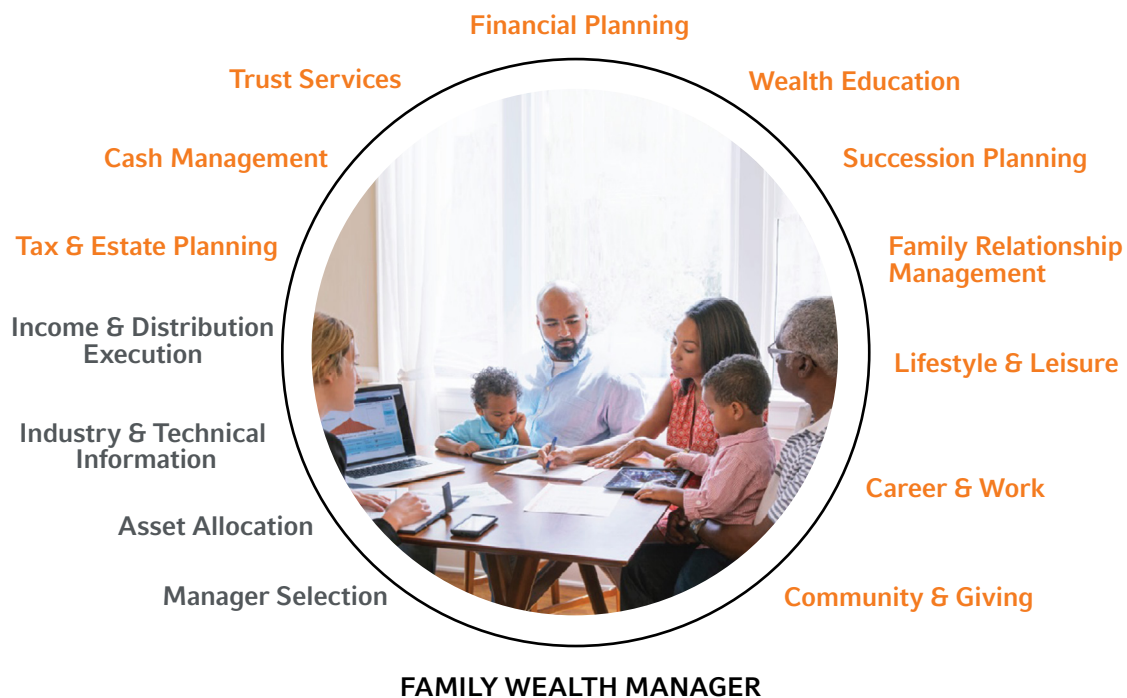 Financial Planning
Trust Services
Wealth Education
Cash Management
Succession Planning
Tax & Estate Planning
Family Relationship
Management
Income & Distribution
Execution
Lifestyle & Leisure
Industry & Technical
Information
Career & Work
Asset Allocation
Manager Selection
Community & Giving
FAMILY WEALTH MANAGER